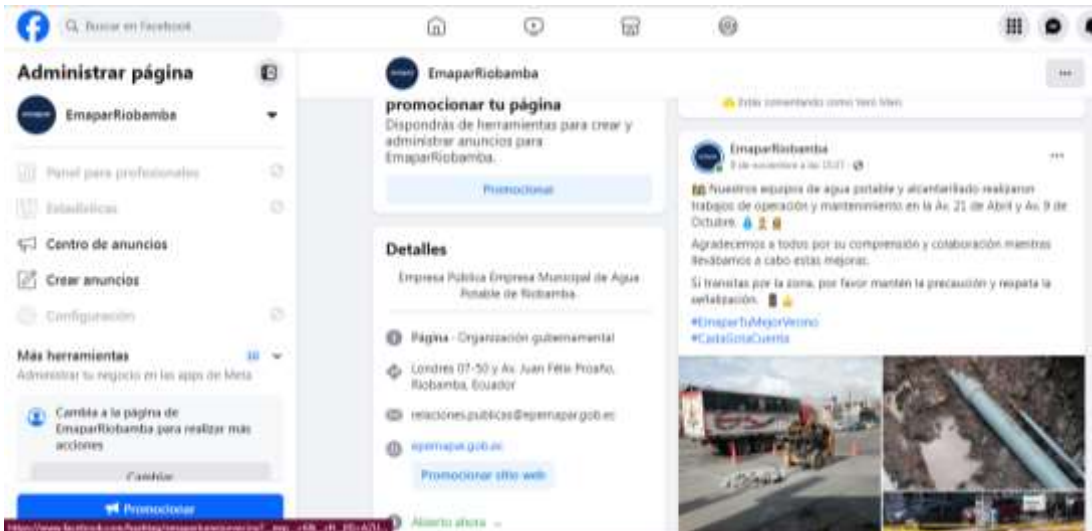 Buscar en Facebook
Administrar página
EmaparRiobamba
Panel para profesionales
Estadísticas
Centro de anuncios
Crear anuncios
Configuración
Más herramientas
Administrar tu negocio en las apps de Meta
Cambia a la página de
EmaparRiobamba para realizar más
acciones
Cambiar
Promocionar
EmaparRiobamba
promocionar tu página
Dispondrás de herramientas para crear y
administrar anuncios para
EmaparRiobamba.
Promocionar
Detalles
Empresa Pública Empresa Municipal de Agua
Potable de Riobamba.
Página · Organización gubernamental
Londres 07-50 y Av. Juan Félix Proaño,
Riobamba, Ecuador
relaciones.publicas@epemapar.gob.ec
epemapar.gob.ec
Promocionar sitio web
Abierto ahora
Estás comentando como
EmaparRiobamba
9 de noviembre a las
Nuestros equipos de agua potable y alcantarillado realizaron
trabajos de operación y mantenimiento en la Av. 21 de Abril y Av. 9 de
Octubre.
Agradecemos a todos por su comprensión y colaboración mientras
llevábamos a cabo estas mejoras.
Si transitas por la zona, por favor mantén la precaución y respeta la
señalización.
#EmaparTuMejorVecino
#CadaGotaCuenta